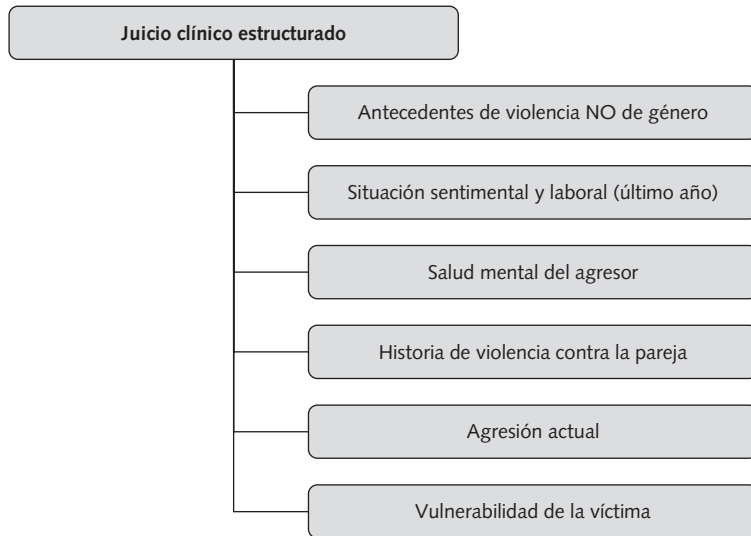 Juicio clínico estructurado
Antecedentes de violencia NO de género
Situación sentimental y laboral (último año)
Salud mental del agresor
Historia de violencia contra la pareja
Agresión actual
Vulnerabilidad de la víctima